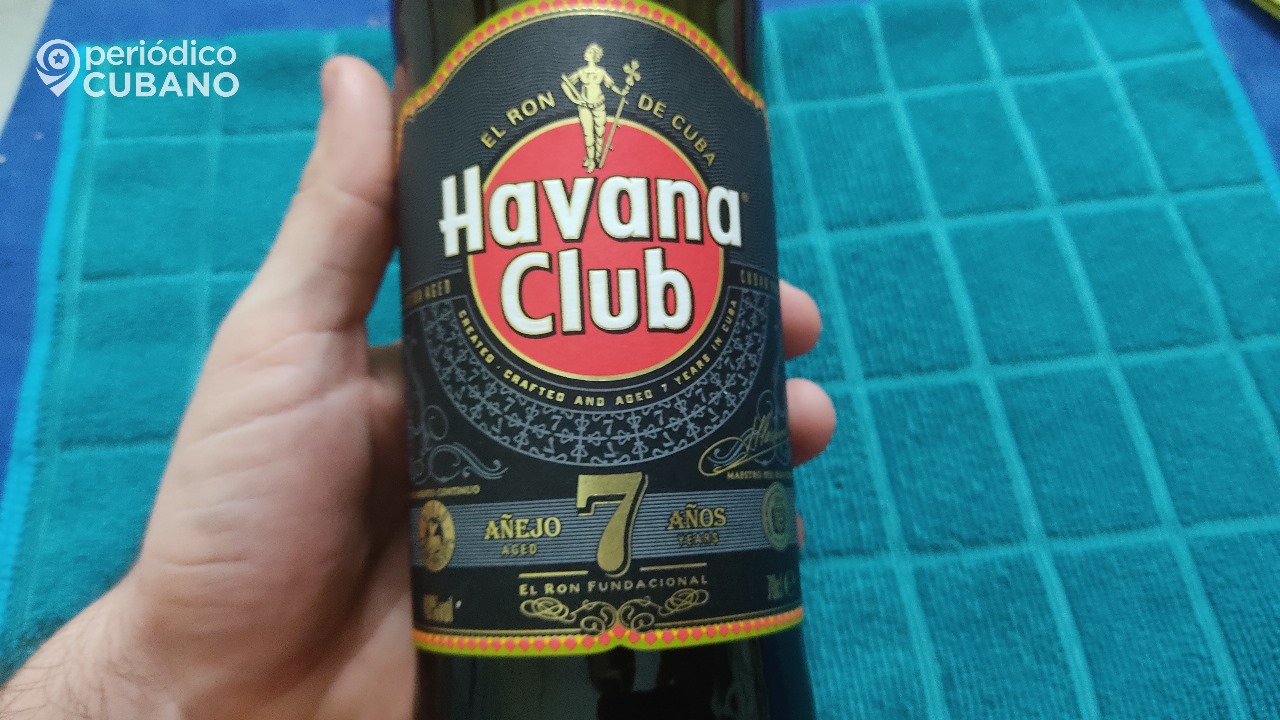 periódico
CUBANO
EL RON DE CUBA
Havana
Club
CREATED · CRAFTED AND AGED 7 YEARS IN CUBA
AÑEJO 7 AÑOS
AGED YEARS
EL RON FUNDACIONAL
70cl e